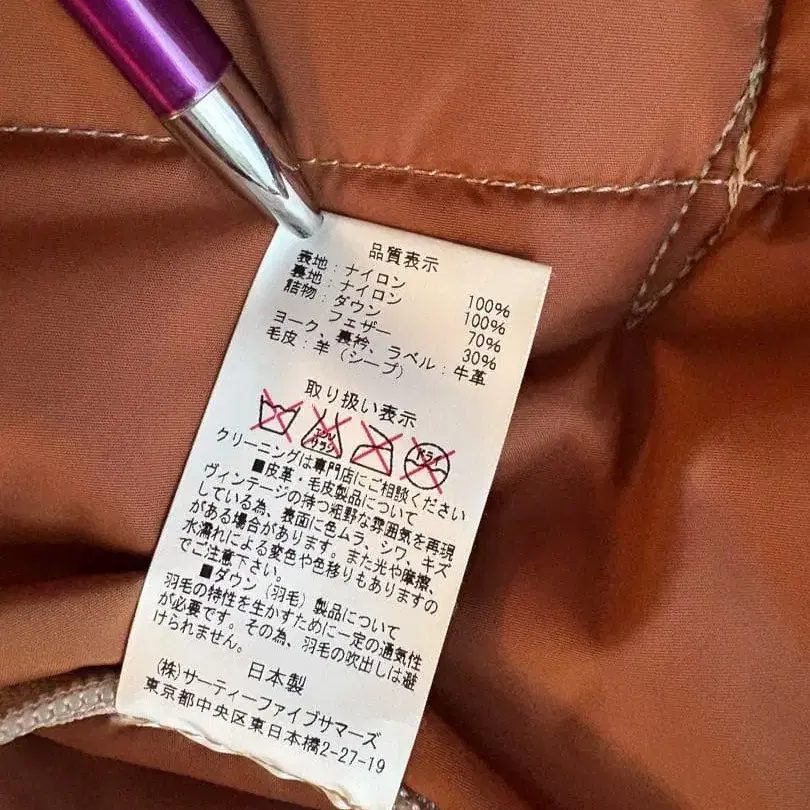 品質表示
表地:ナイロン 100%
裏地:ナイロン 100%
詰物:ダウン 70%
フェザー 30%
ヨーク、裏衿、ラベル:牛革
毛皮:羊(シープ)
取り扱い表示
エンソ
サラシ
ドライ
クリーニングは専門店にご相談ください
■皮革・毛皮製品について
ヴィンテージの持つ粗野な雰囲気を再現
している為、表面に色ムラ、シワ、キズ
がある場合があります。また光や摩擦、
水濡れによる変色や色移りもありますの
でご注意下さい。
■ダウン(羽毛)製品について
羽毛の特性を生かすために一定の通気性
が必要です。その為、羽毛の吹出しは避
けられません。
日本製
(株)サーティーファイブサマーズ
東京都中央区東日本橋2-27-19